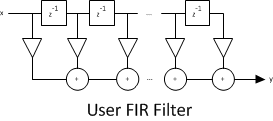 x z-1 z-1 ... z-1
+ + ... + + y
User FIR Filter